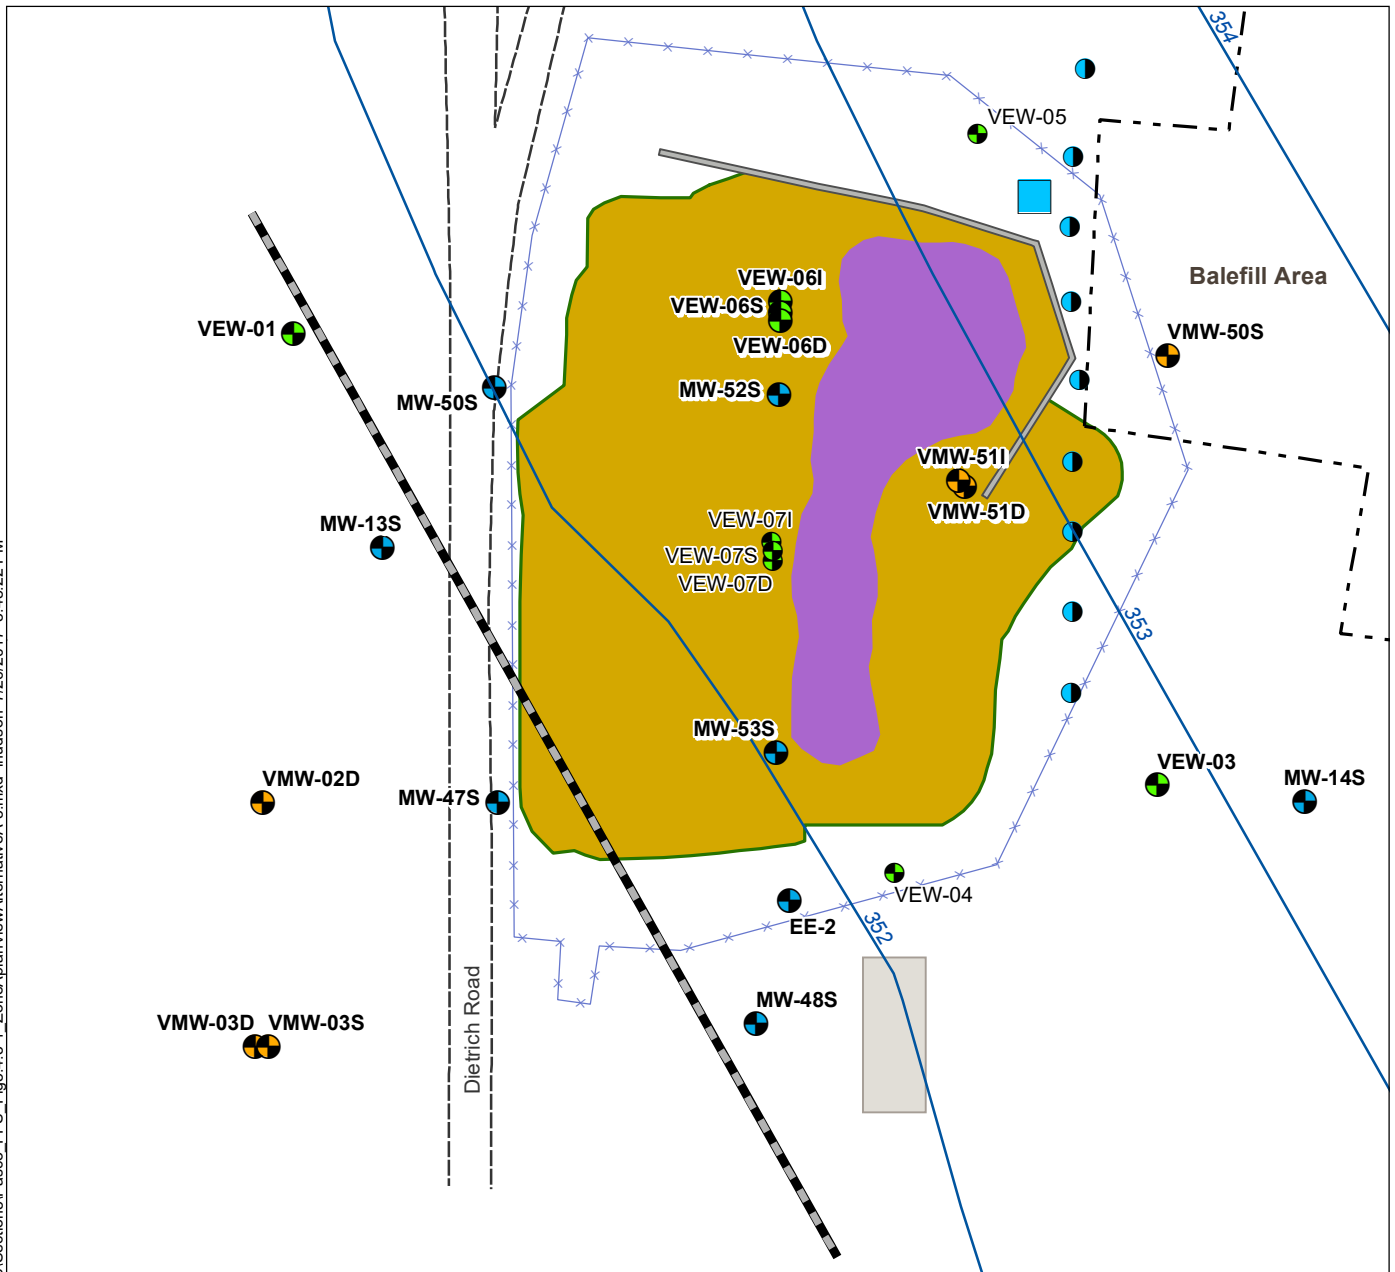 354
VEW-05
Balefill Area
VEW-06I
VEW-06S
VEW-06D
VEW-01
VMW-50S
MW-52S
MW-50S
VMW-51I
VMW-51D
MW-13S
VEW-07I
VEW-07S
VEW-07D
353
MW-53S
VEW-03
MW-14S
VMW-02D
MW-47S
VEW-04
EE-2
352
MW-48S
Dietrich Road
VMW-03D
VMW-03S